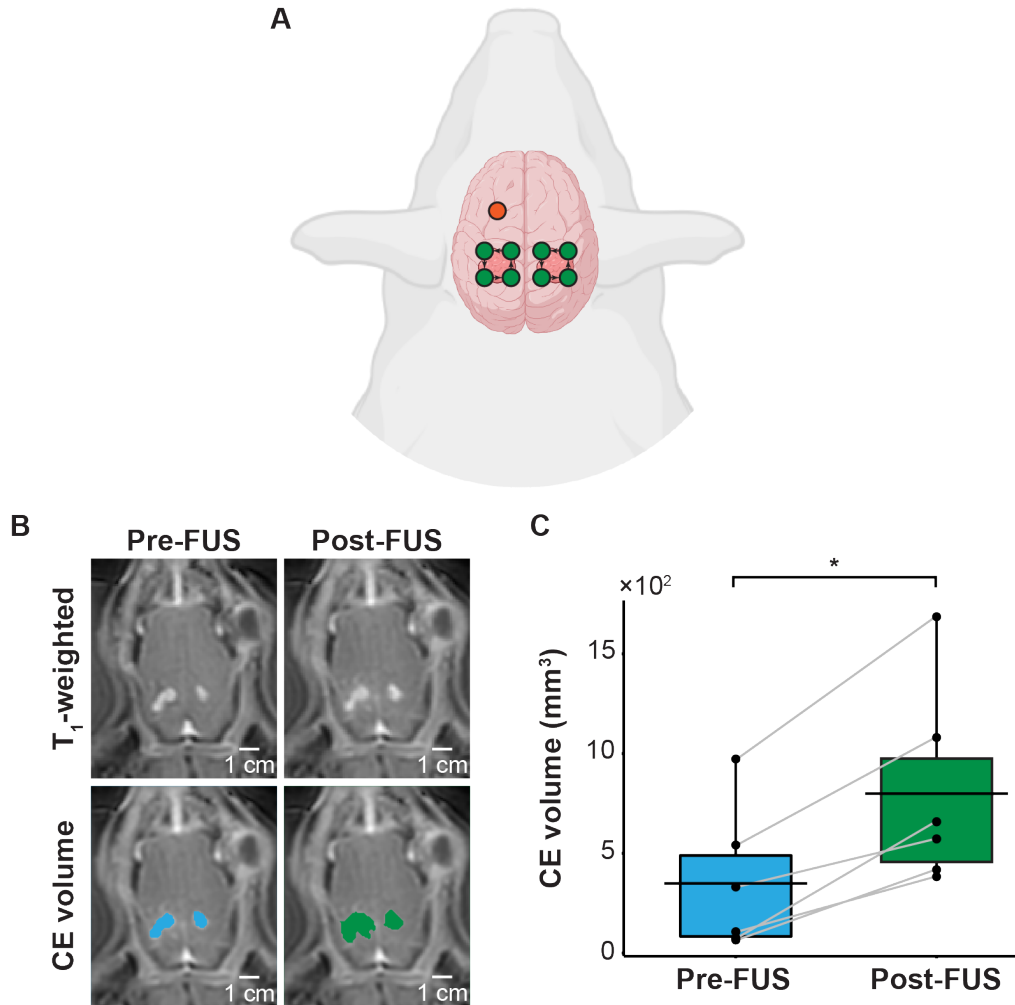 A
B
Pre-FUS
Post-FUS
T1-weighted
1 cm
1 cm
CE volume
1 cm
1 cm
C
*
×10²
CE volume (mm³)
15
10
5
0
Pre-FUS
Post-FUS